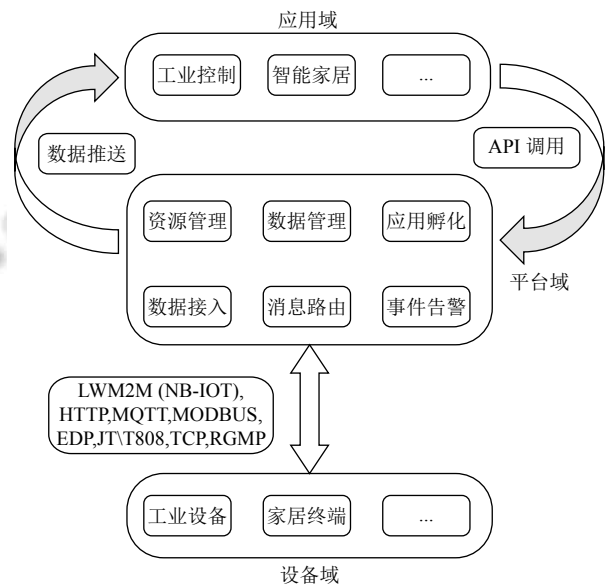 应用域
工业控制
智能家居
...
数据推送
API 调用
资源管理
数据管理
应用孵化
平台域
数据接入
消息路由
事件告警
LWM2M (NB-IOT),
HTTP,MQTT,MODBUS,
EDP,JT\T808,TCP,RGMP
工业设备
家居终端
...
设备域